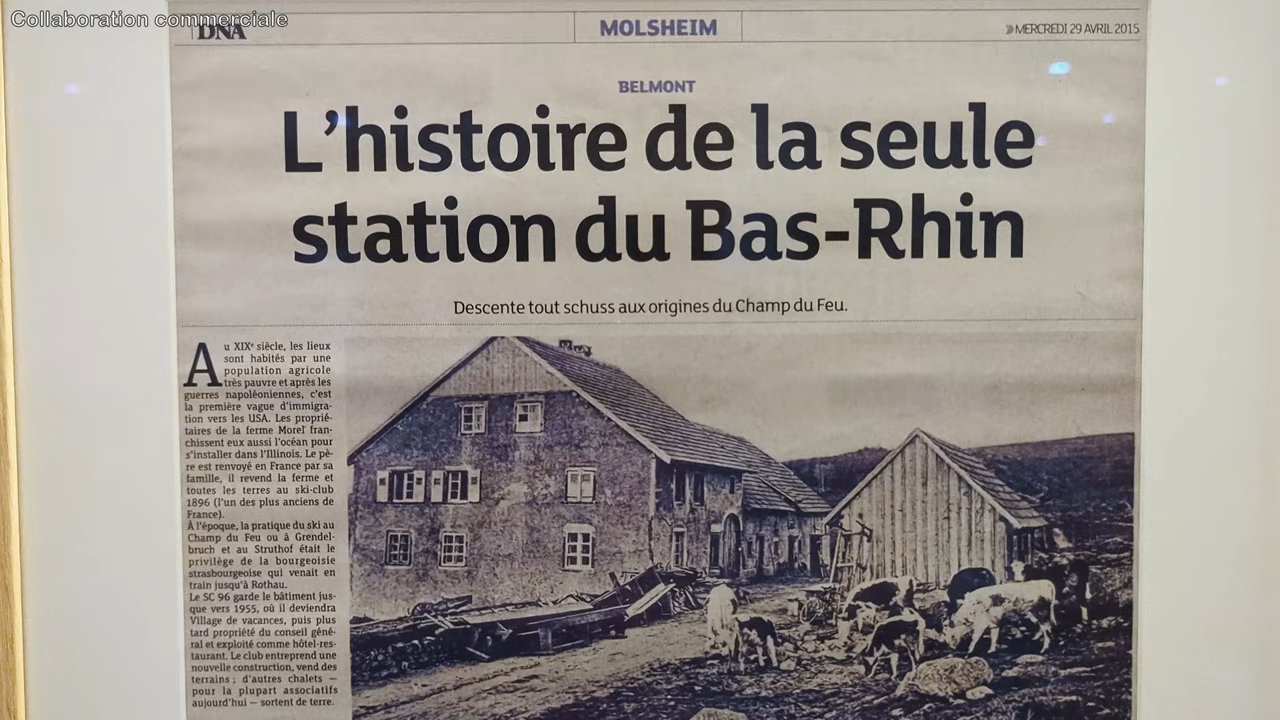 Collaboration commerciale
DNA
MOLSHEIM
» MERCREDI 29 AVRIL 2015
BELMONT
L'histoire de la seule
station du Bas-Rhin
Descente tout schuss aux origines du Champ du Feu.
Au XIXe siècle, les lieux
sont habités par une
population agricole
très pauvre et après les
guerres napoléoniennes, c'est
la première vague d'immigra-
tion vers les USA. Les proprié-
taires de la ferme Morel fran-
chissent eux aussi l'océan pour
s'installer dans l'Illinois. Le pè-
re est renvoyé en France par sa
famille, il revend la ferme et
toutes les terres au ski-club
1896 (l'un des plus anciens de
France).
À l'époque, la pratique du ski au
Champ du Feu ou à Grendel-
bruch et au Struthof était le
privilège de la bourgeoisie
strasbourgeoise qui venait en
train jusqu'à Rothau.
Le SC 96 garde le bâtiment jus-
que vers 1955, où il deviendra
Village de vacances, puis plus
tard propriété du conseil géné-
ral et exploité comme hôtel-res-
taurant. Le club entreprend une
nouvelle construction, vend des
terrains ; d'autres chalets —
pour la plupart associatifs
aujourd'hui — sortent de terre.